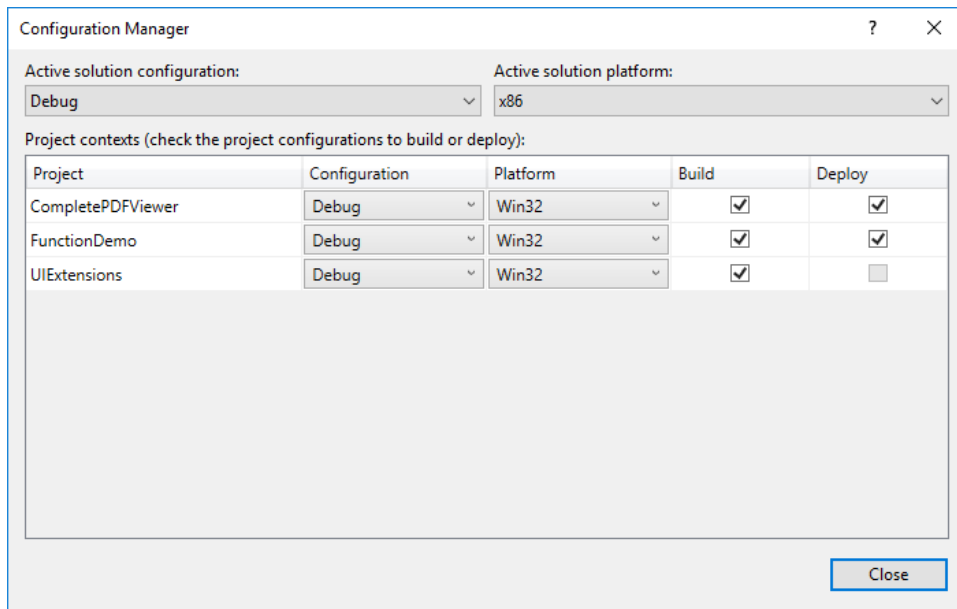 Configuration Manager ?
Active solution configuration: Active solution platform:
Debug x86
Project contexts (check the project configurations to build or deploy):
Project Configuration Platform Build Deploy
CompletePDFViewer Debug Win32
FunctionDemo Debug Win32
UIExtensions Debug Win32
Close